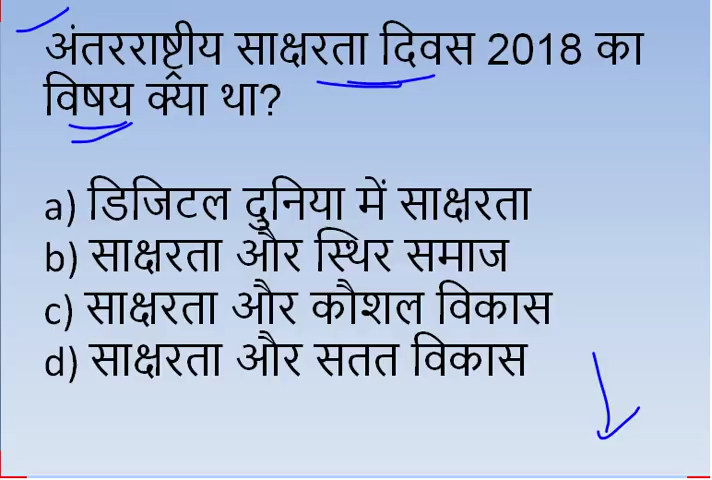 अंतरराष्ट्रीय साक्षरता दिवस 2018 का
विषय क्या था?
a) डिजिटल दुनिया में साक्षरता
b) साक्षरता और स्थिर समाज
c) साक्षरता और कौशल विकास
d) साक्षरता और सतत विकास